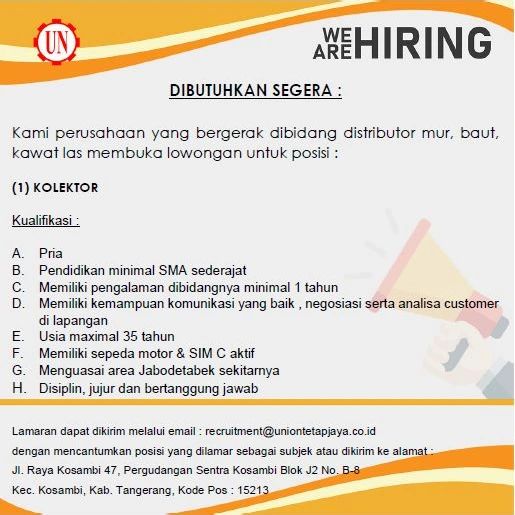 UN
WE ARE HIRING
DIBUTUHKAN SEGERA :
Kami perusahaan yang bergerak dibidang distributor mur, baut,
kawat las membuka lowongan untuk posisi :
(1) KOLEKTOR
Kualifikasi :
A. Pria
B. Pendidikan minimal SMA sederajat
C. Memiliki pengalaman dibidangnya minimal 1 tahun
D. Memiliki kemampuan komunikasi yang baik , negosiasi serta analisa customer
di lapangan
E. Usia maximal 35 tahun
F. Memiliki sepeda motor & SIM C aktif
G. Menguasai area Jabodetabek sekitarnya
H. Disiplin, jujur dan bertanggung jawab
Lamaran dapat dikirim melalui email : recruitment@uniontetapjaya.co.id
dengan mencantumkan posisi yang dilamar sebagai subjek atau dikirim ke alamat :
Jl. Raya Kosambi 47, Pergudangan Sentra Kosambi Blok J2 No. B-8
Kec. Kosambi, Kab. Tangerang, Kode Pos : 15213